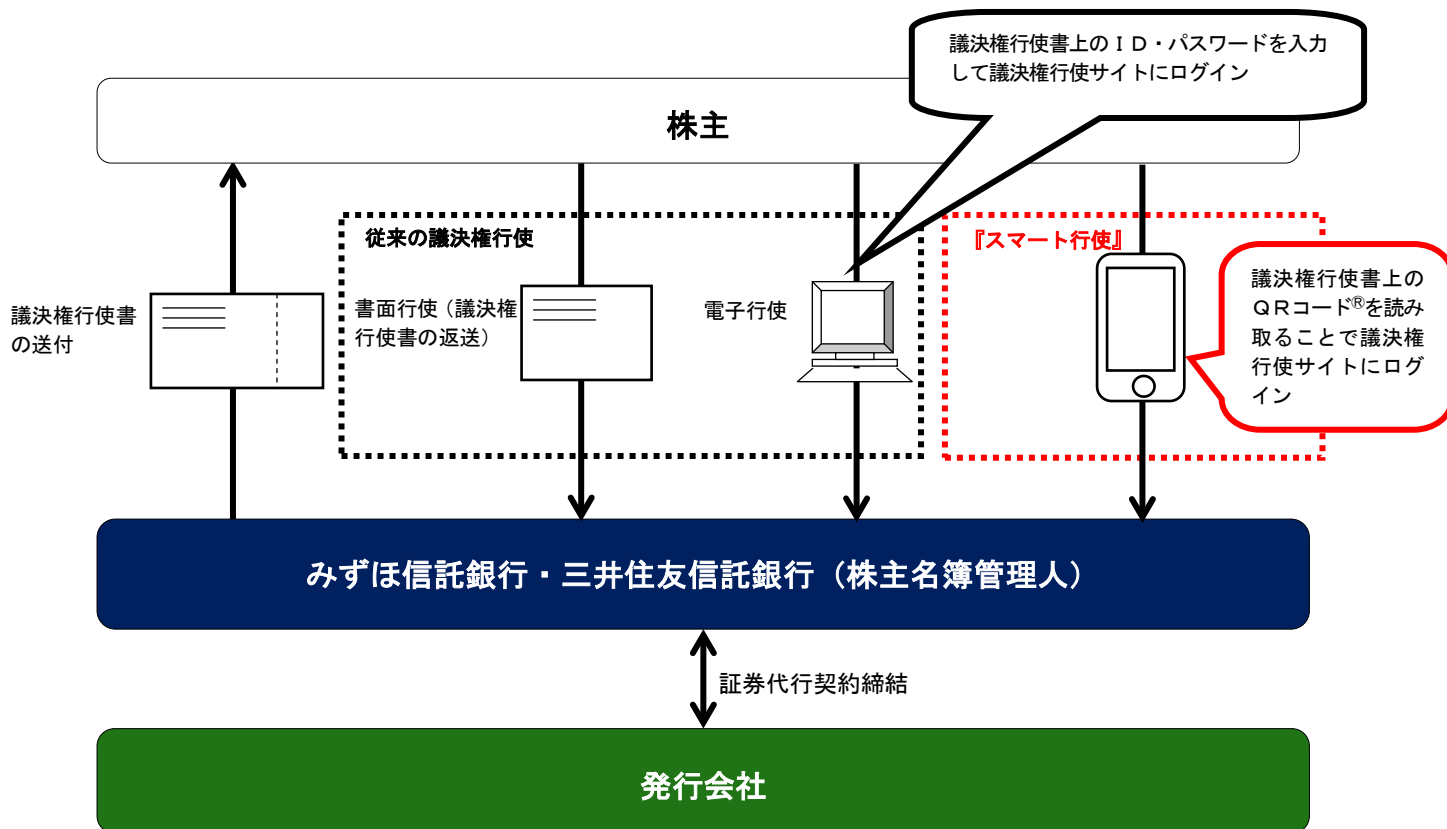 議決権行使書上のＩＤ・パスワードを入力
して議決権行使サイトにログイン
株主
従来の議決権行使
『スマート行使』
議決権行使書
の送付
書面行使（議決権
行使書の返送）
電子行使
議決権行使書上の
ＱＲコード®を読み
取ることで議決権
行使サイトにログ
イン
みずほ信託銀行・三井住友信託銀行（株主名簿管理人）
証券代行契約締結
発行会社